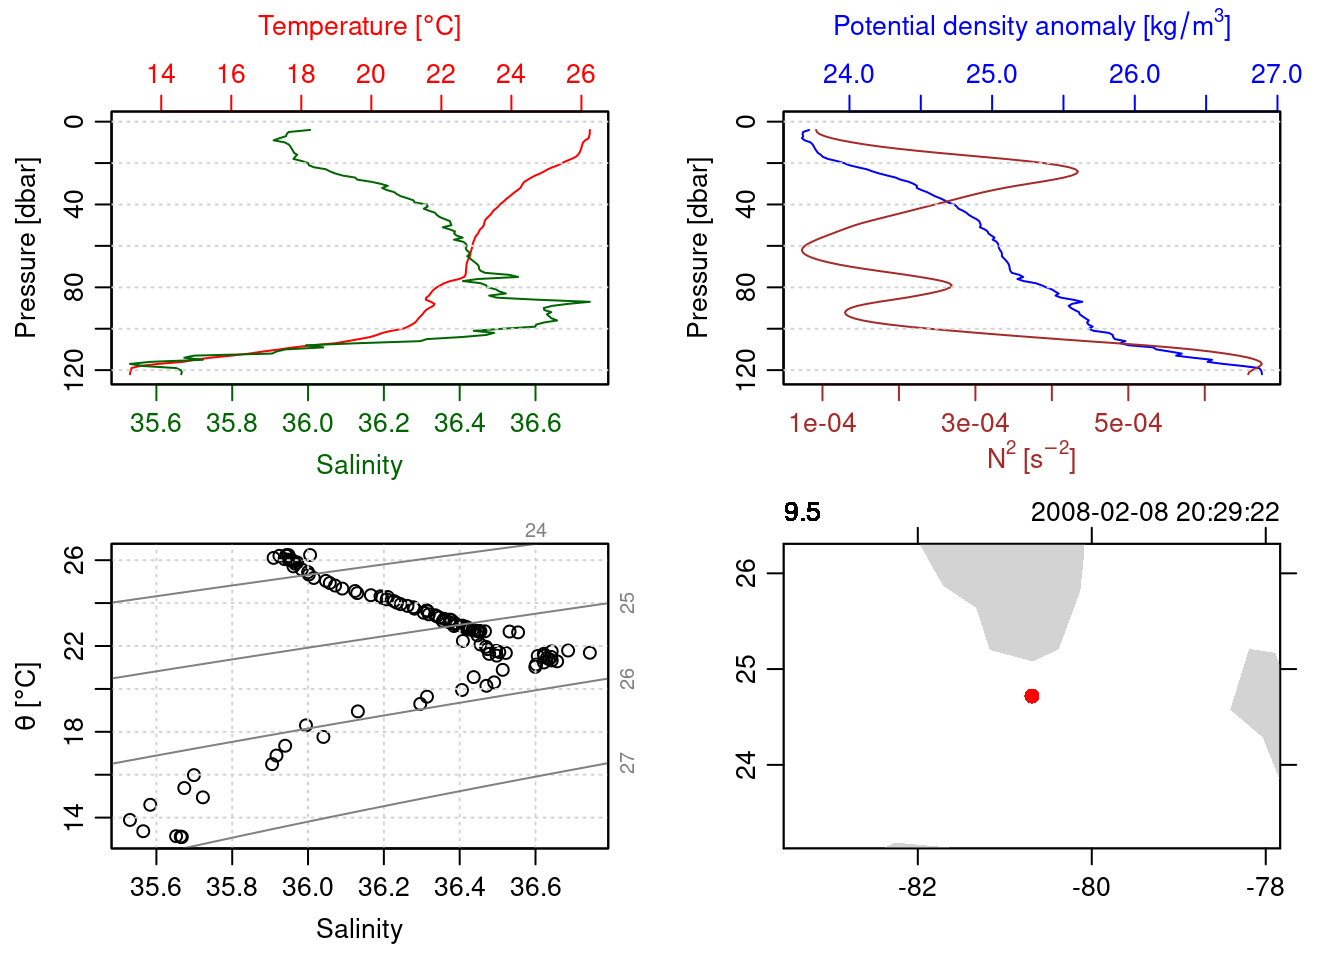 Temperature [°C]
14 16 18 20 22 24 26
Pressure [dbar]
0
40
80
120
35.6 35.8 36.0 36.2 36.4 36.6
Salinity
Potential density anomaly [kg/m³]
24.0 25.0 26.0 27.0
Pressure [dbar]
0
40
80
120
1e-04 3e-04 5e-04
N² [s⁻²]
24
25
26
27
θ [°C]
26
22
18
14
35.6 35.8 36.0 36.2 36.4 36.6
Salinity
9.5 2008-02-08 20:29:22
26
25
24
-82 -80 -78